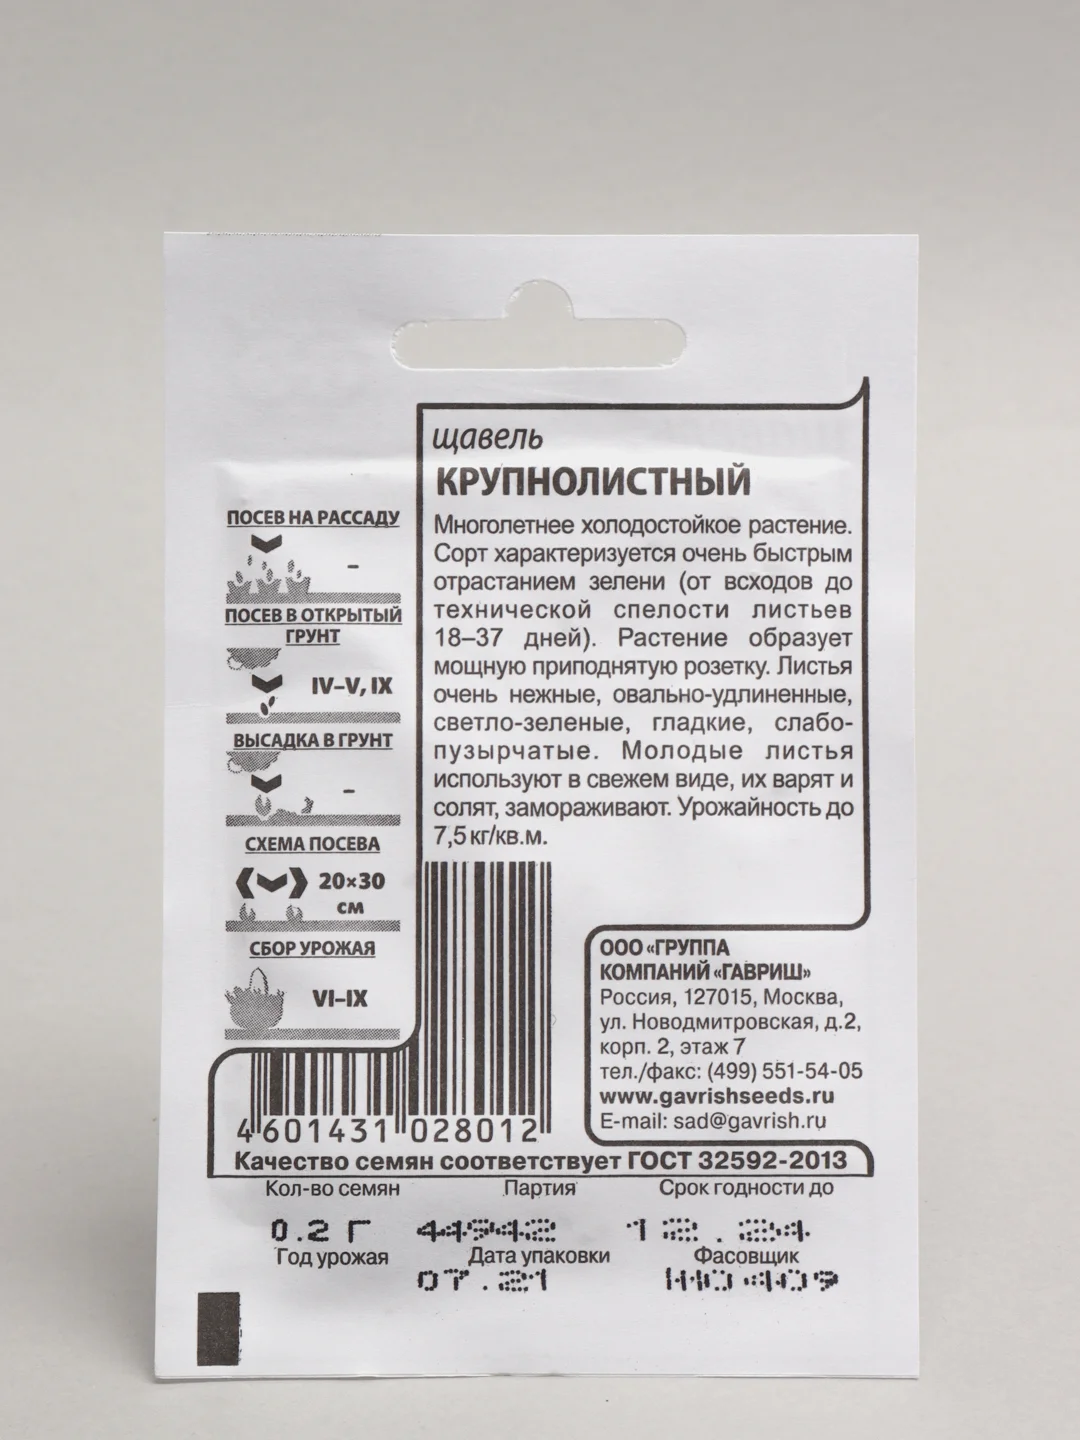 щавель
КРУПНОЛИСТНЫЙ
Многолетнее холодостойкое растение.
Сорт характеризуется очень быстрым
отрастанием зелени (от всходов до
технической спелости листьев
18–37 дней). Растение образует
мощную приподнятую розетку. Листья
очень нежные, овально-удлиненные,
светло-зеленые, гладкие, слабо-
пузырчатые. Молодые листья
используют в свежем виде, их варят и
солят, замораживают. Урожайность до
7,5 кг/кв.м.
ПОСЕВ НА РАССАДУ
-
ПОСЕВ В ОТКРЫТЫЙ
ГРУНТ
IV–V, IX
ВЫСАДКА В ГРУНТ
-
СХЕМА ПОСЕВА
20×30
см
СБОР УРОЖАЯ
VI–IX
ООО «ГРУППА
КОМПАНИЙ «ГАВРИШ»
Россия, 127015, Москва,
ул. Новодмитровская, д.2,
корп. 2, этаж 7
тел./факс: (499) 551-54-05
www.gavrishseeds.ru
E-mail: sad@gavrish.ru
4 601431 028012
Качество семян соответствует ГОСТ 32592-2013
Кол-во семян Партия Срок годности до
0.2 Г 44942 12.24
Год урожая Дата упаковки Фасовщик
07.21